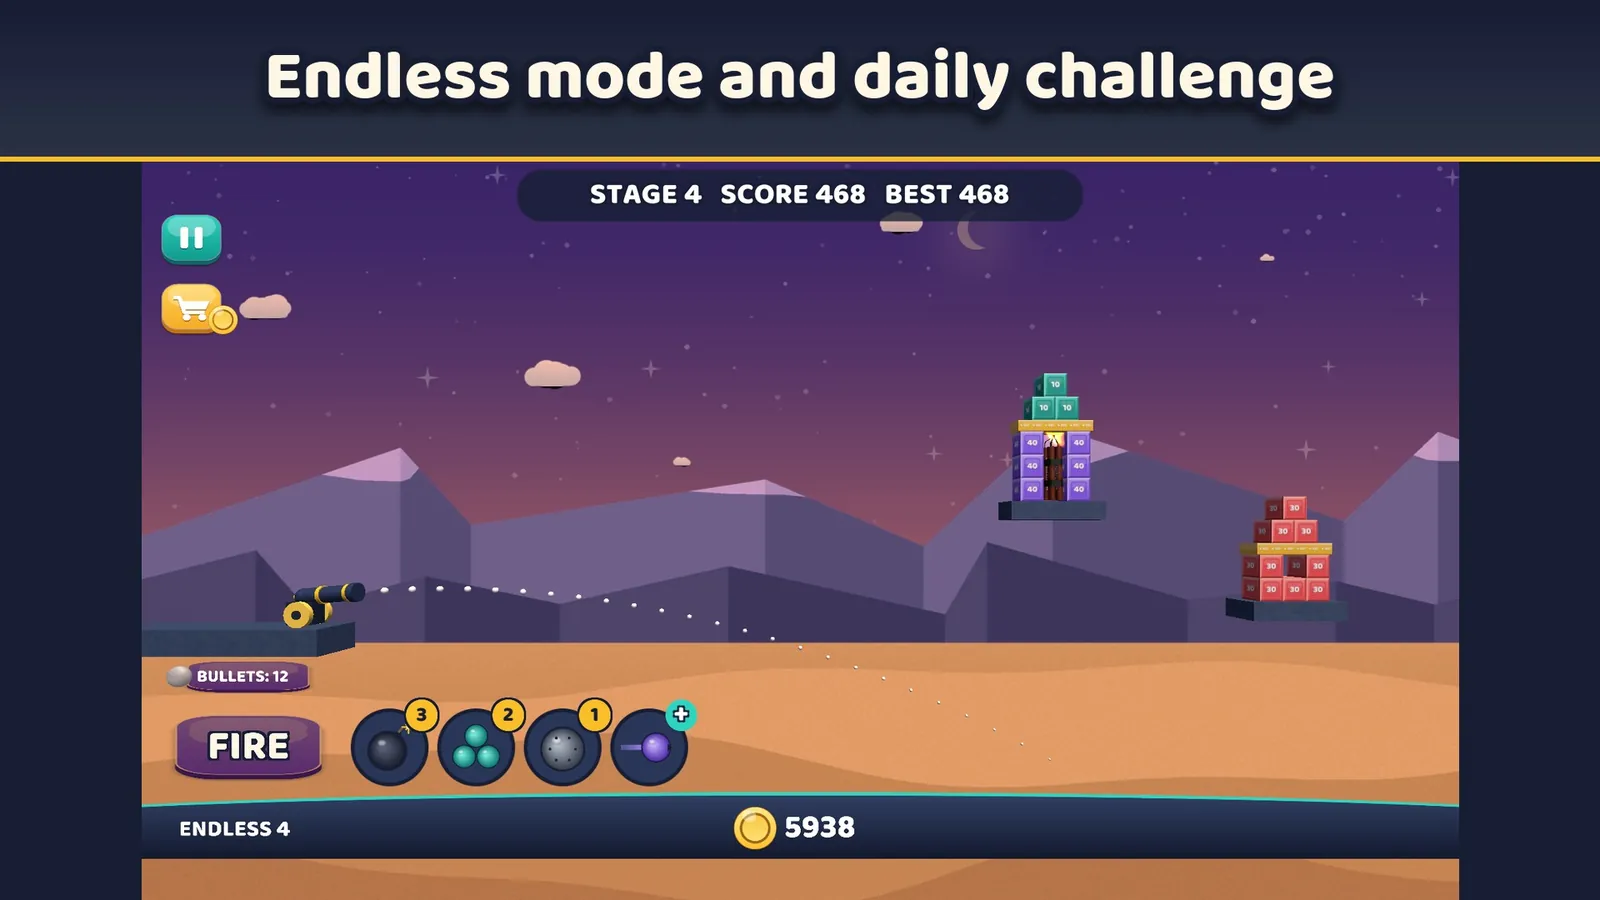 Endless mode and daily challenge
STAGE 4 SCORE 468 BEST 468
10
10 10
40 40
40 40
40 40
30 30
30 30 30
30 30 30 30
30 30 30 30
BULLETS: 12
3 2 1 +
FIRE
ENDLESS 4
5938